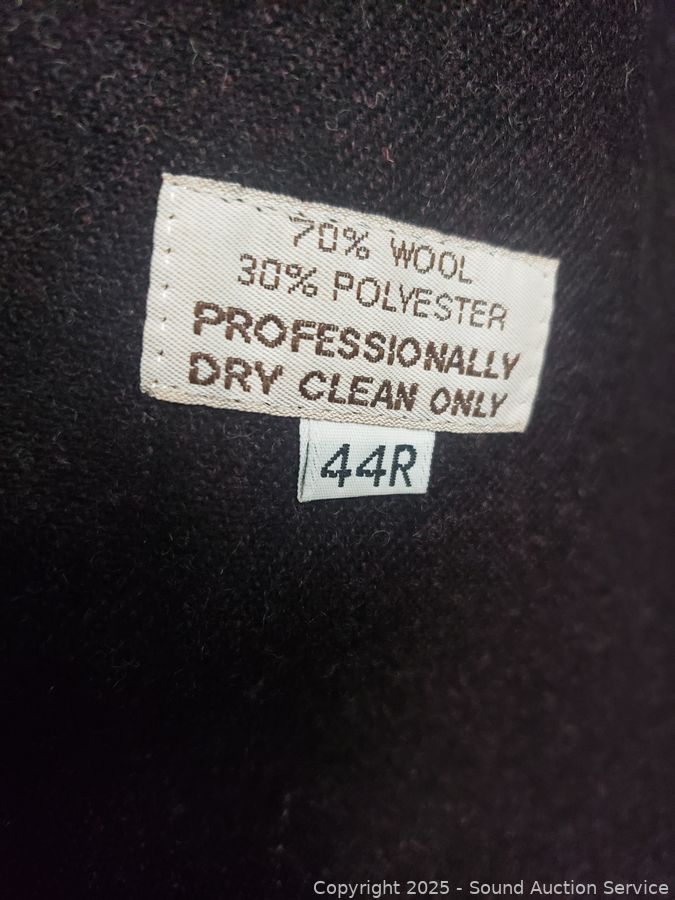 70% WOOL
30% POLYESTER
PROFESSIONALLY
DRY CLEAN ONLY
44R
Copyright 2025 - Sound Auction Service